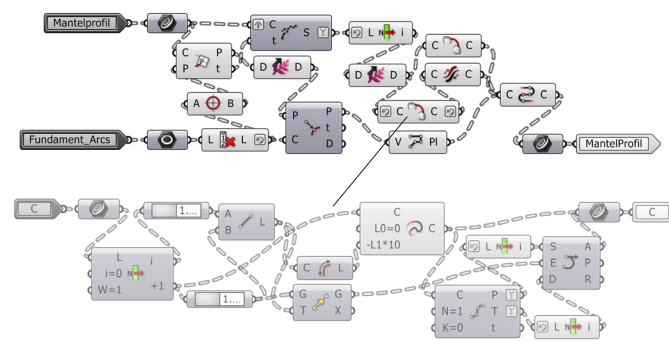 Mantelprofil
C S
t
L i
C P
P t
D D
A B
D D
C C
C C
C C
C C
P P
t
C D
Fundament_Arcs
L L
V Pl
MantelProfil
C
1....
A
B L
C
L0=0 C
-L1*10
C
L i
i=0
W=1 +1
C L
1....
G G
T X
L i
S A
E P
D R
C P
N=1 T
K=0 t
L i